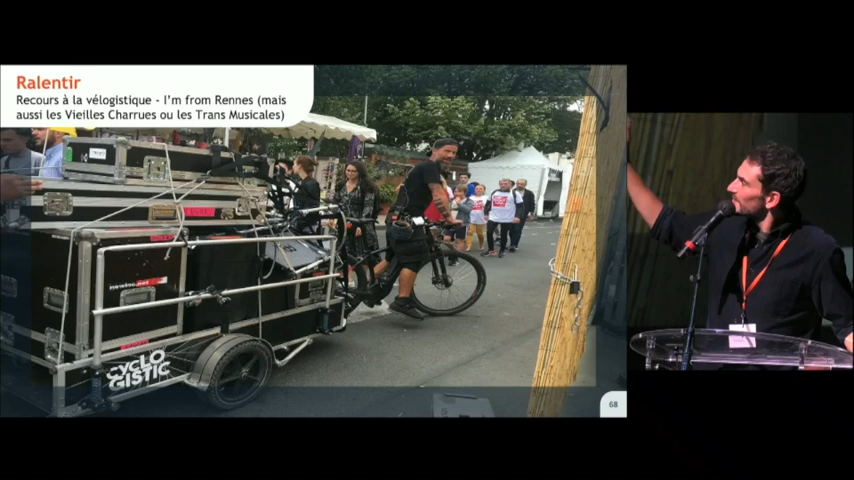 Ralentir
Recours à la vélogistique - I'm from Rennes (mais
aussi les Vieilles Charrues ou les Trans Musicales)
CYCLO
GISTIC
68